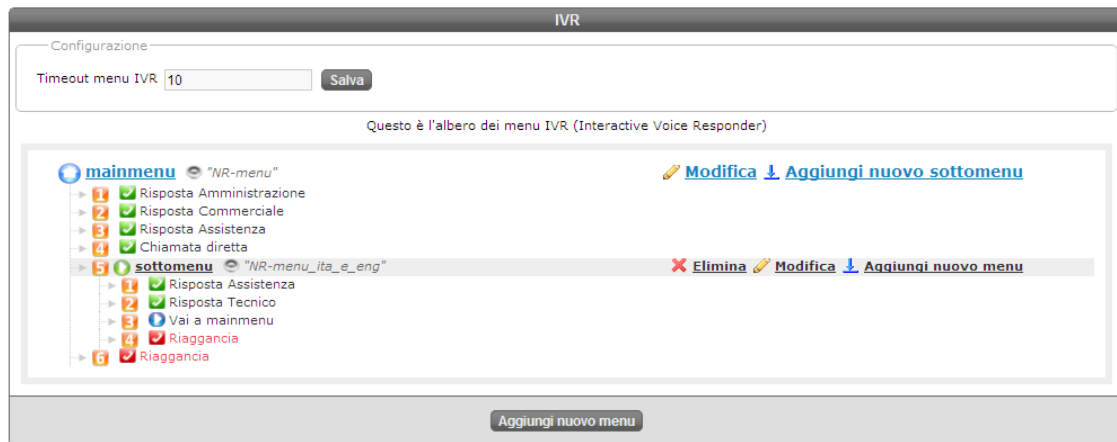 IVR
Configurazione
Timeout menu IVR 10 Salva
Questo è l'albero dei menu IVR (Interactive Voice Responder)
mainmenu "NR-menu" Modifica Aggiungi nuovo sottomenu
1 Risposta Amministrazione
2 Risposta Commerciale
3 Risposta Assistenza
4 Chiamata diretta
5 sottomenu "NR-menu_ita_e_eng" Elimina Modifica Aggiungi nuovo menu
1 Risposta Assistenza
2 Risposta Tecnico
3 Vai a mainmenu
4 Riaggancia
6 Riaggancia
Aggiungi nuovo menu